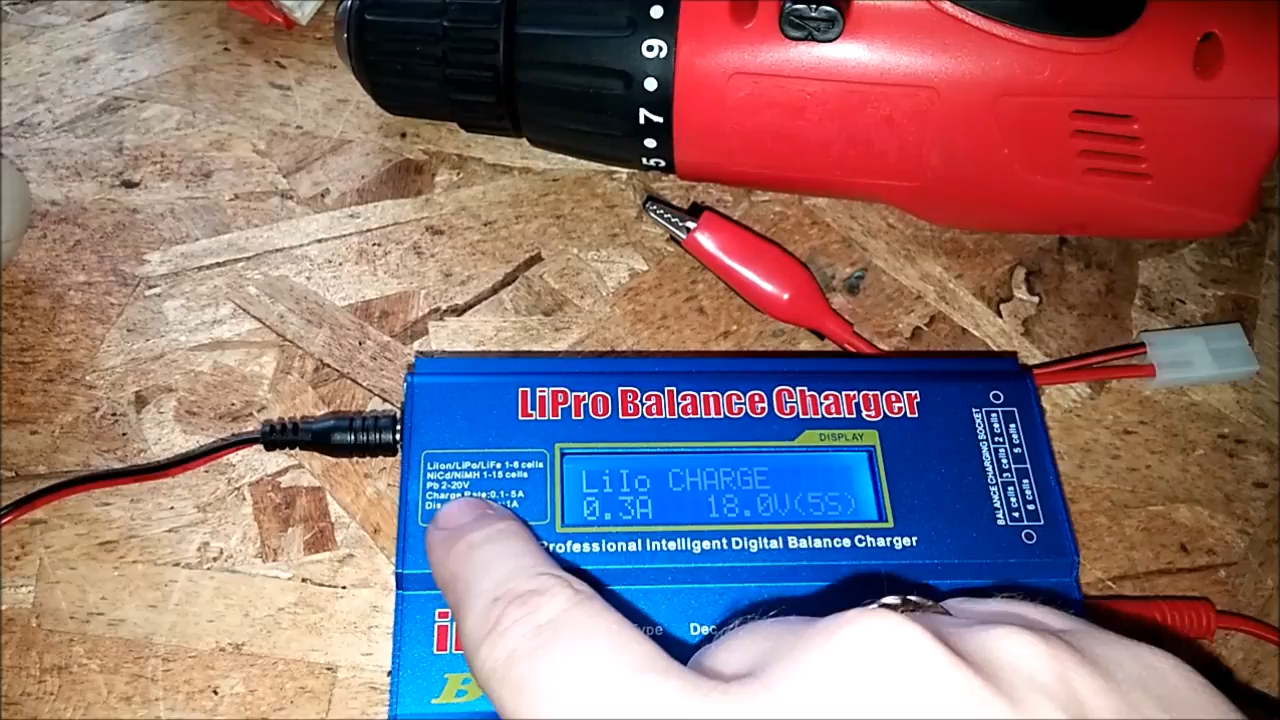 9
7
5
LiPro Balance Charger
DISPLAY
LiIon/LiPo/LiFe 1-6 cells
NiCd/NiMH 1-15 cells
Pb 2-20V
Charge Rate:0.1-5A
:1A
LiIo CHARGE
0.3A 18.0V(5S)
BALANCE CHARGING SOCKET
2 cells
3 cells
4 cells
5 cells
6 cells
Professional Intelligent Digital Balance Charger
Dec
B